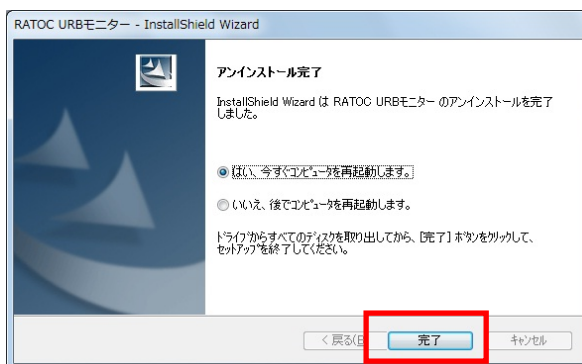 RATOC URBモニター - InstallShield Wizard
アンインストール完了
InstallShield Wizard は RATOC URBモニター のアンインストールを完了
しました。
はい、今すぐコンピュータを再起動します。
いいえ、後でコンピュータを再起動します。
ドライブからすべてのディスクを取り出してから、[完了] ボタンをクリックして、
セットアップを終了してください。
< 戻る(B
完了
キャンセル